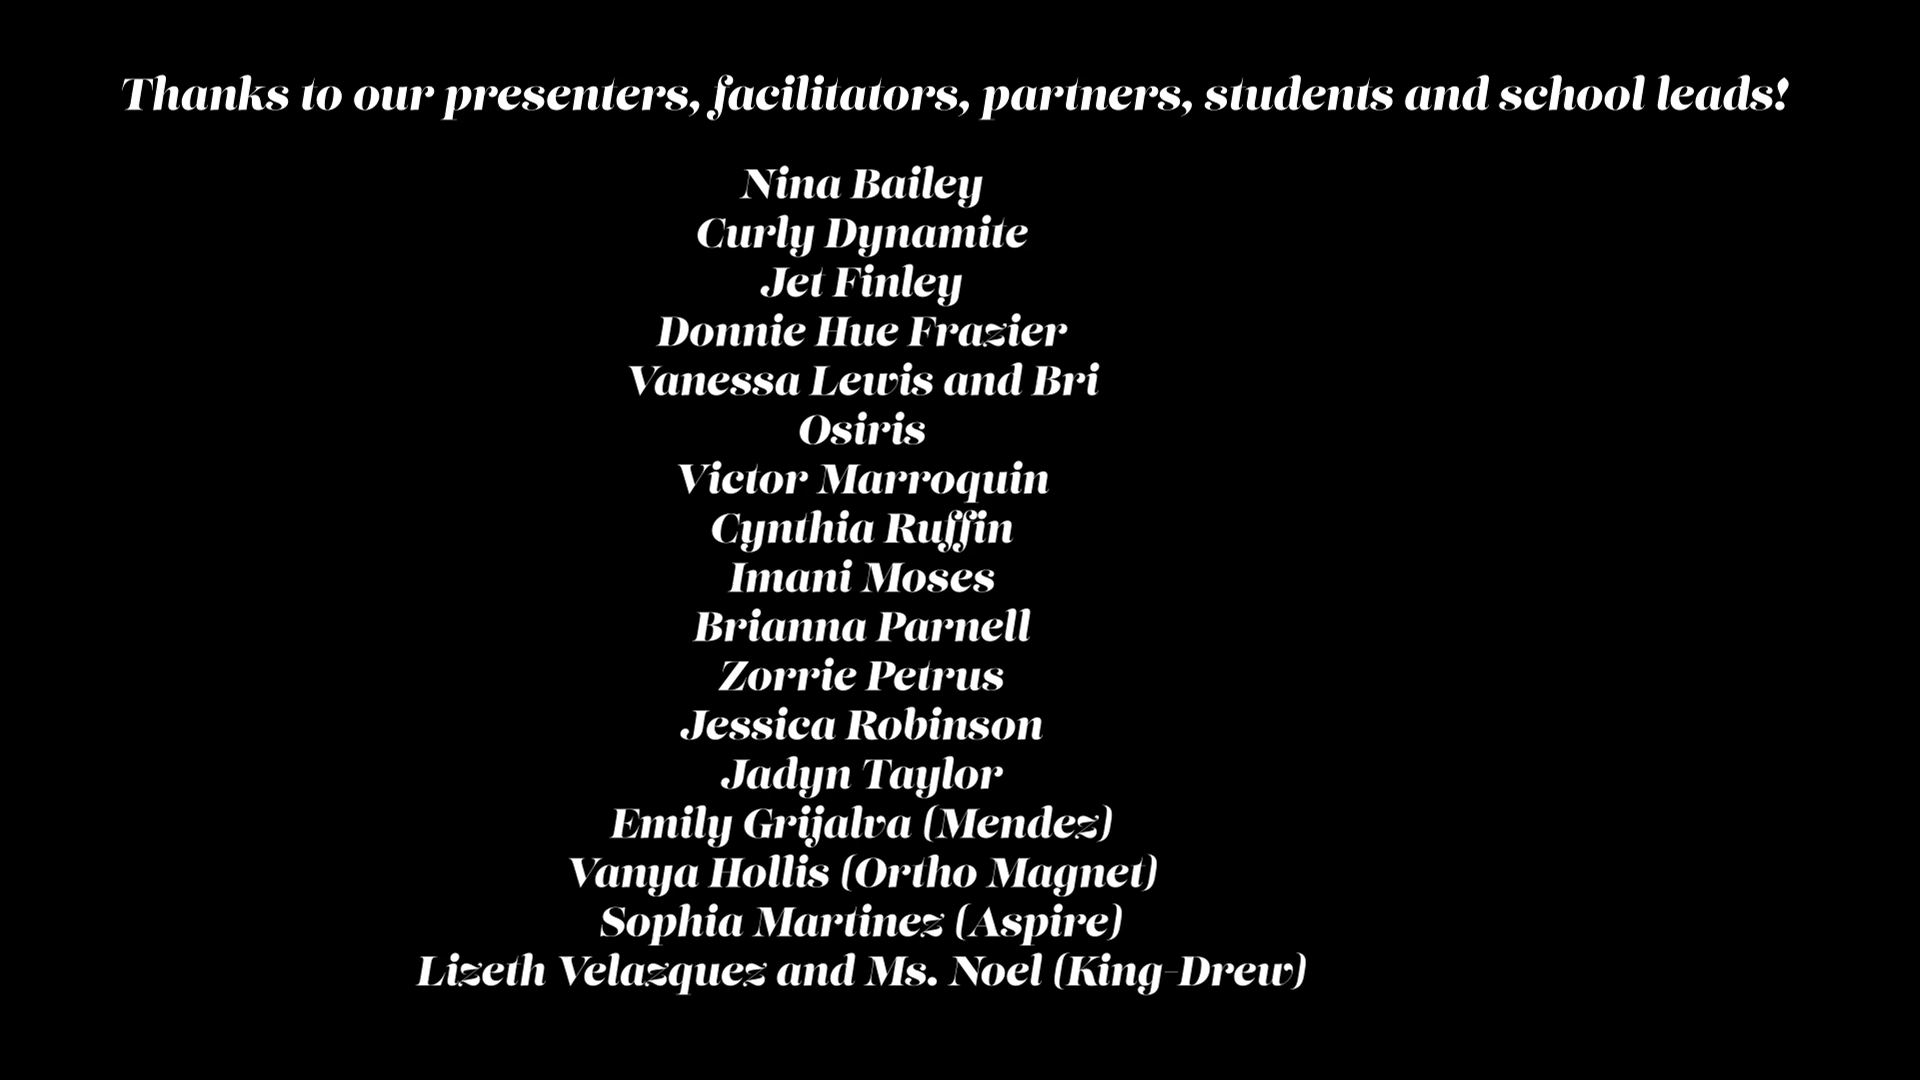 Thanks to our presenters, facilitators, partners, students and school leads!
Nina Bailey
Curly Dynamite
Jet Finley
Donnie Hue Frazier
Vanessa Lewis and Bri
Osiris
Victor Marroquin
Cynthia Ruffin
Imani Moses
Brianna Parnell
Zorrie Petrus
Jessica Robinson
Jadyn Taylor
Emily Grijalva (Mendez)
Vanya Hollis (Ortho Magnet)
Sophia Martinez (Aspire)
Lizeth Velazquez and Ms. Noel (King-Drew)